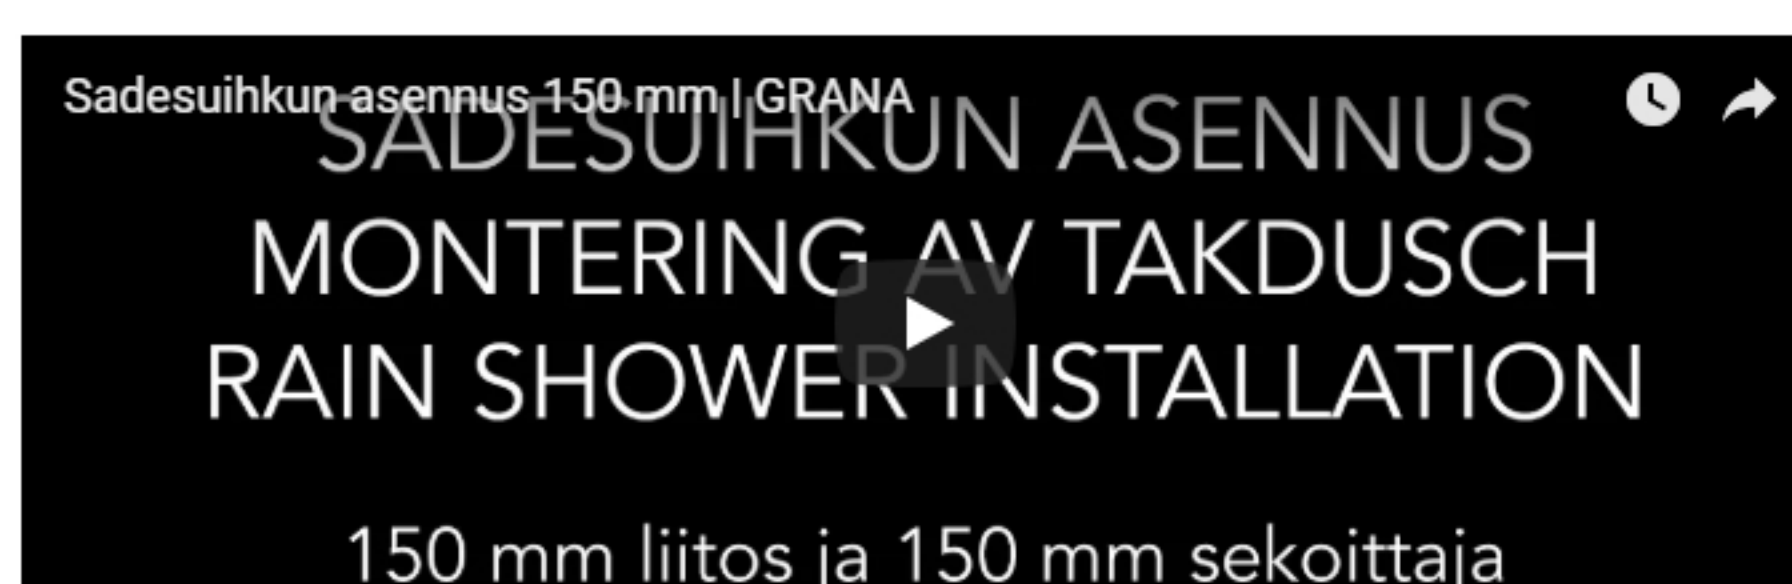 Sadesuihkun asennus 150 mm | GRANA
SADESUIHKUN ASENNUS
MONTERING AV TAKDUSCH
RAIN SHOWER INSTALLATION
150 mm liitos ja 150 mm sekoittaja